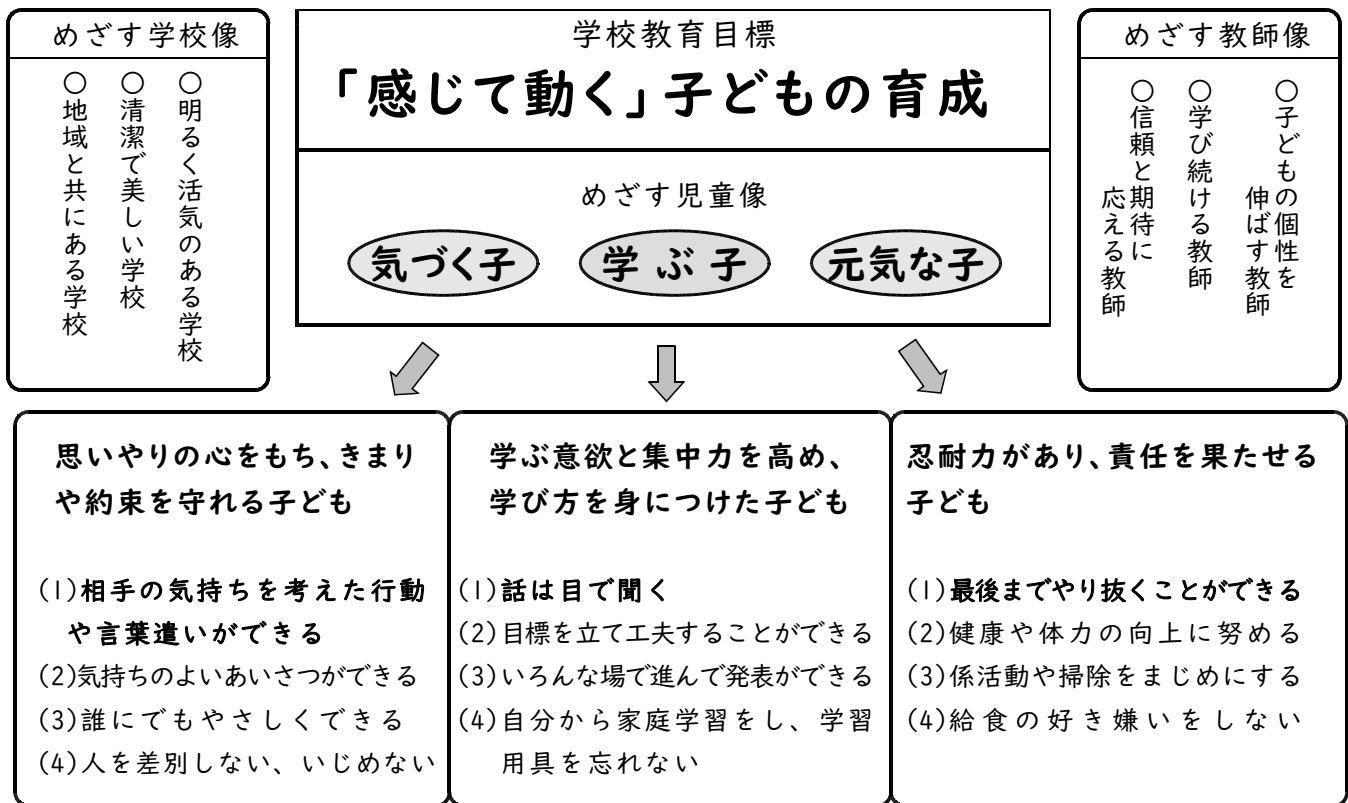 めざす学校像
○明るく活気のある学校
○清潔で美しい学校
○地域と共にある学校
学校教育目標
「感じて動く」子どもの育成
めざす児童像
気づく子
学ぶ子
元気な子
めざす教師像
○子どもの個性を
伸ばす教師
○学び続ける教師
○信頼と期待に
応える教師
思いやりの心をもち、きまり
や約束を守れる子ども
(1)相手の気持ちを考えた行動
や言葉遣いができる
(2)気持ちのよいあいさつができる
(3)誰にでもやさしくできる
(4)人を差別しない、いじめない
学ぶ意欲と集中力を高め、
学び方を身につけた子ども
(1)話は目で聞く
(2)目標を立て工夫することができる
(3)いろんな場で進んで発表ができる
(4)自分から家庭学習をし、学習
用具を忘れない
忍耐力があり、責任を果たせる
子ども
(1)最後までやり抜くことができる
(2)健康や体力の向上に努める
(3)係活動や掃除をまじめにする
(4)給食の好き嫌いをしない